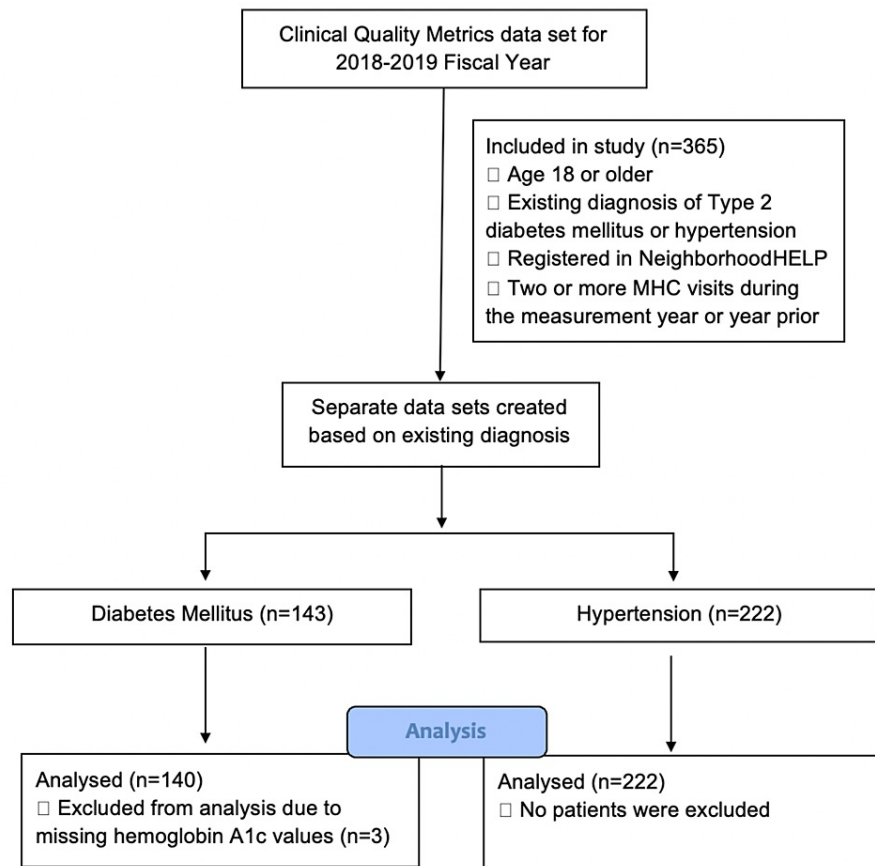 Clinical Quality Metrics data set for
2018-2019 Fiscal Year
Included in study (n=365)
□ Age 18 or older
□ Existing diagnosis of Type 2
diabetes mellitus or hypertension
□ Registered in NeighborhoodHELP
□ Two or more MHC visits during
the measurement year or year prior
Separate data sets created
based on existing diagnosis
Diabetes Mellitus (n=143)
Hypertension (n=222)
Analysis
Analysed (n=140)
□ Excluded from analysis due to
missing hemoglobin A1c values (n=3)
Analysed (n=222)
□ No patients were excluded